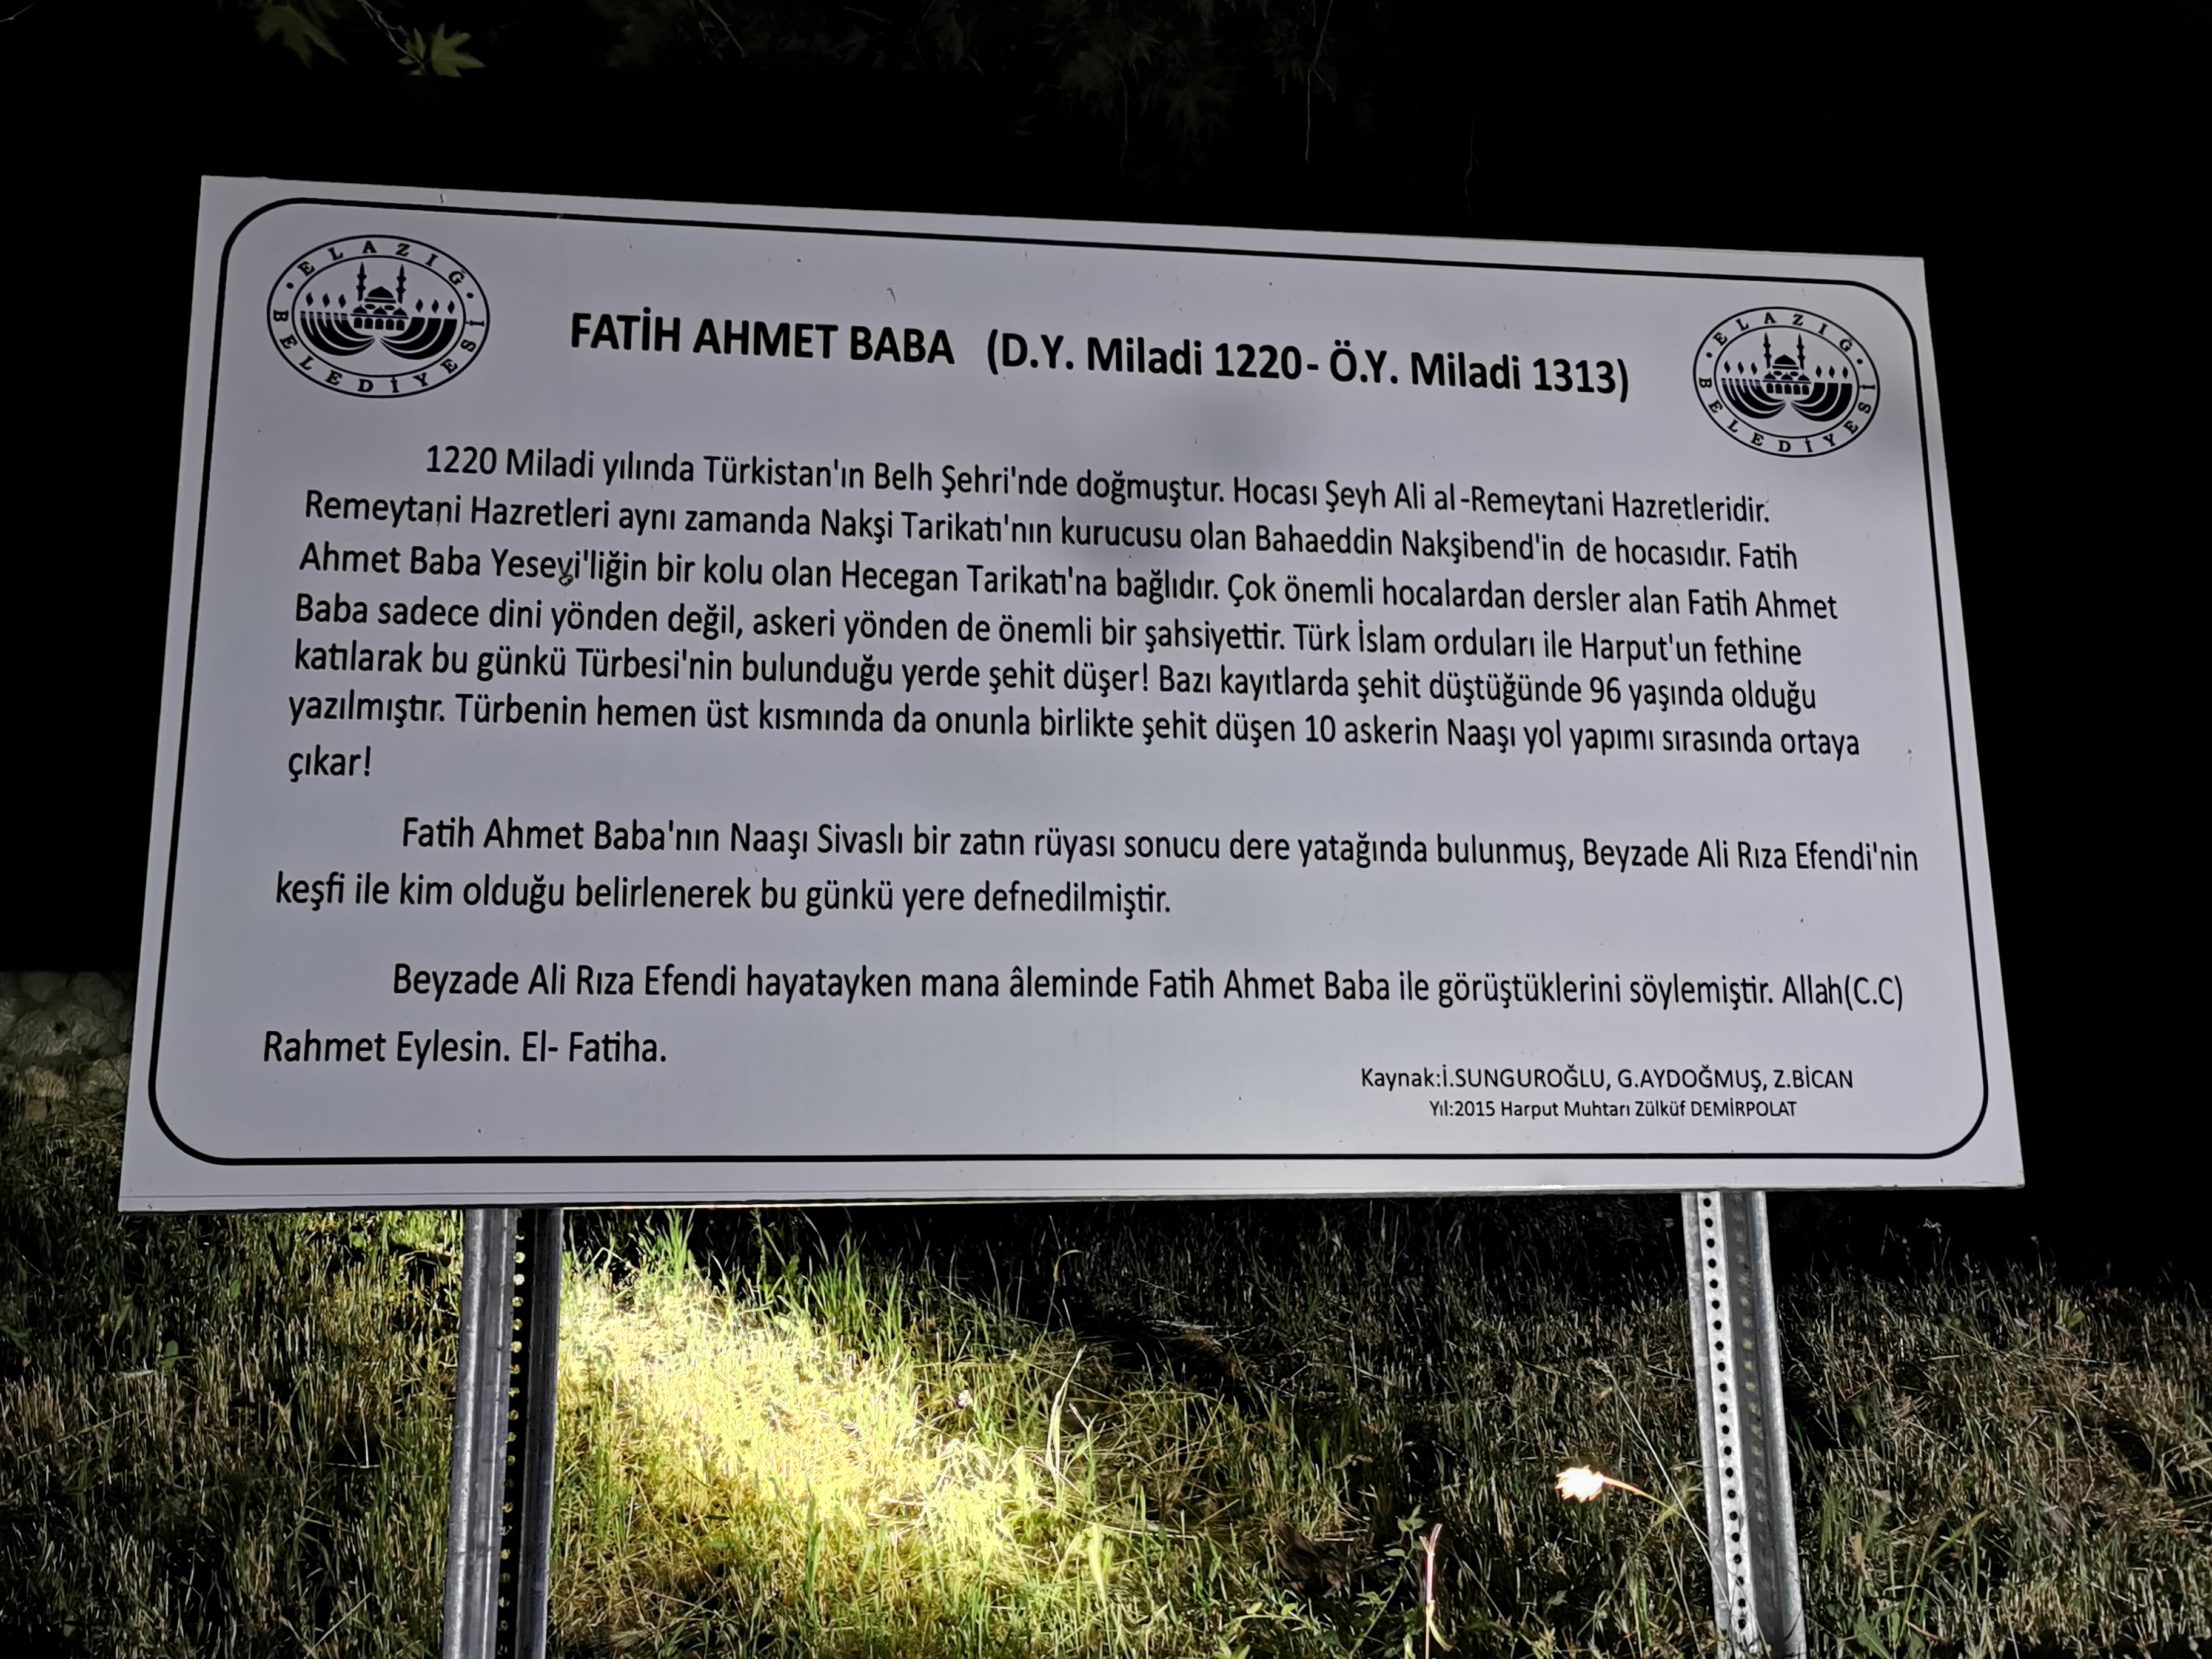 ELAZIĞ BELEDİYESİ
FATİH AHMET BABA (D.Y. Miladi 1220- Ö.Y. Miladi 1313)
ELAZIĞ BELEDİYESİ
1220 Miladi yılında Türkistan'ın Belh Şehri'nde doğmuştur. Hocası Şeyh Ali al-Remeytani Hazretleridir.
Remeytani Hazretleri aynı zamanda Nakşi Tarikatı'nın kurucusu olan Bahaeddin Nakşibend'in de hocasıdır. Fatih
Ahmet Baba Yesevi'liğin bir kolu olan Hecegan Tarikatı'na bağlıdır. Çok önemli hocalardan dersler alan Fatih Ahmet
Baba sadece dini yönden değil, askeri yönden de önemli bir şahsiyettir. Türk İslam orduları ile Harput'un fethine
katılarak bu günkü Türbesi'nin bulunduğu yerde şehit düşer! Bazı kayıtlarda şehit düştüğünde 96 yaşında olduğu
yazılmıştır. Türbenin hemen üst kısmında da onunla birlikte şehit düşen 10 askerin Naaşı yol yapımı sırasında ortaya
çıkar!
Fatih Ahmet Baba'nın Naaşı Sivaslı bir zatın rüyası sonucu dere yatağında bulunmuş, Beyzade Ali Rıza Efendi'nin
keşfi ile kim olduğu belirlenerek bu günkü yere defnedilmiştir.
Beyzade Ali Rıza Efendi hayatayken mana âleminde Fatih Ahmet Baba ile görüştüklerini söylemiştir. Allah(C.C)
Rahmet Eylesin. El- Fatiha.
Kaynak:İ.SUNGUROĞLU, G.AYDOĞMUŞ, Z.BİCAN
Yıl:2015 Harput Muhtarı Zülküf DEMİRPOLAT